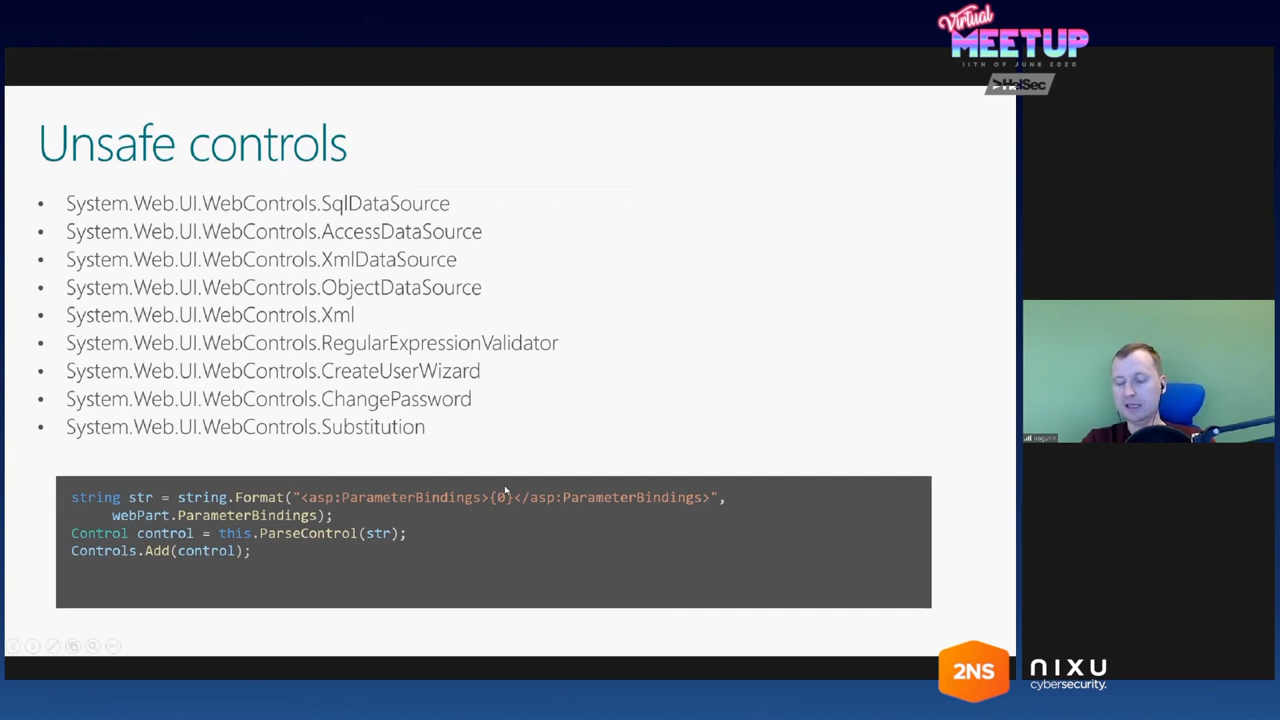 Virtual
MEETUP
11TH OF JUNE 2020
>HelSec
Unsafe controls
• System.Web.UI.WebControls.SqlDataSource
• System.Web.UI.WebControls.AccessDataSource
• System.Web.UI.WebControls.XmlDataSource
• System.Web.UI.WebControls.ObjectDataSource
• System.Web.UI.WebControls.Xml
• System.Web.UI.WebControls.RegularExpressionValidator
• System.Web.UI.WebControls.CreateUserWizard
• System.Web.UI.WebControls.ChangePassword
• System.Web.UI.WebControls.Substitution
string str = string.Format("<asp:ParameterBindings>{0}</asp:ParameterBindings>",
webPart.ParameterBindings);
Control control = this.ParseControl(str);
Controls.Add(control);
2NS
nixu
cybersecurity.